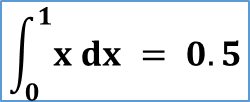 ∫₀¹ x dx = 0.5